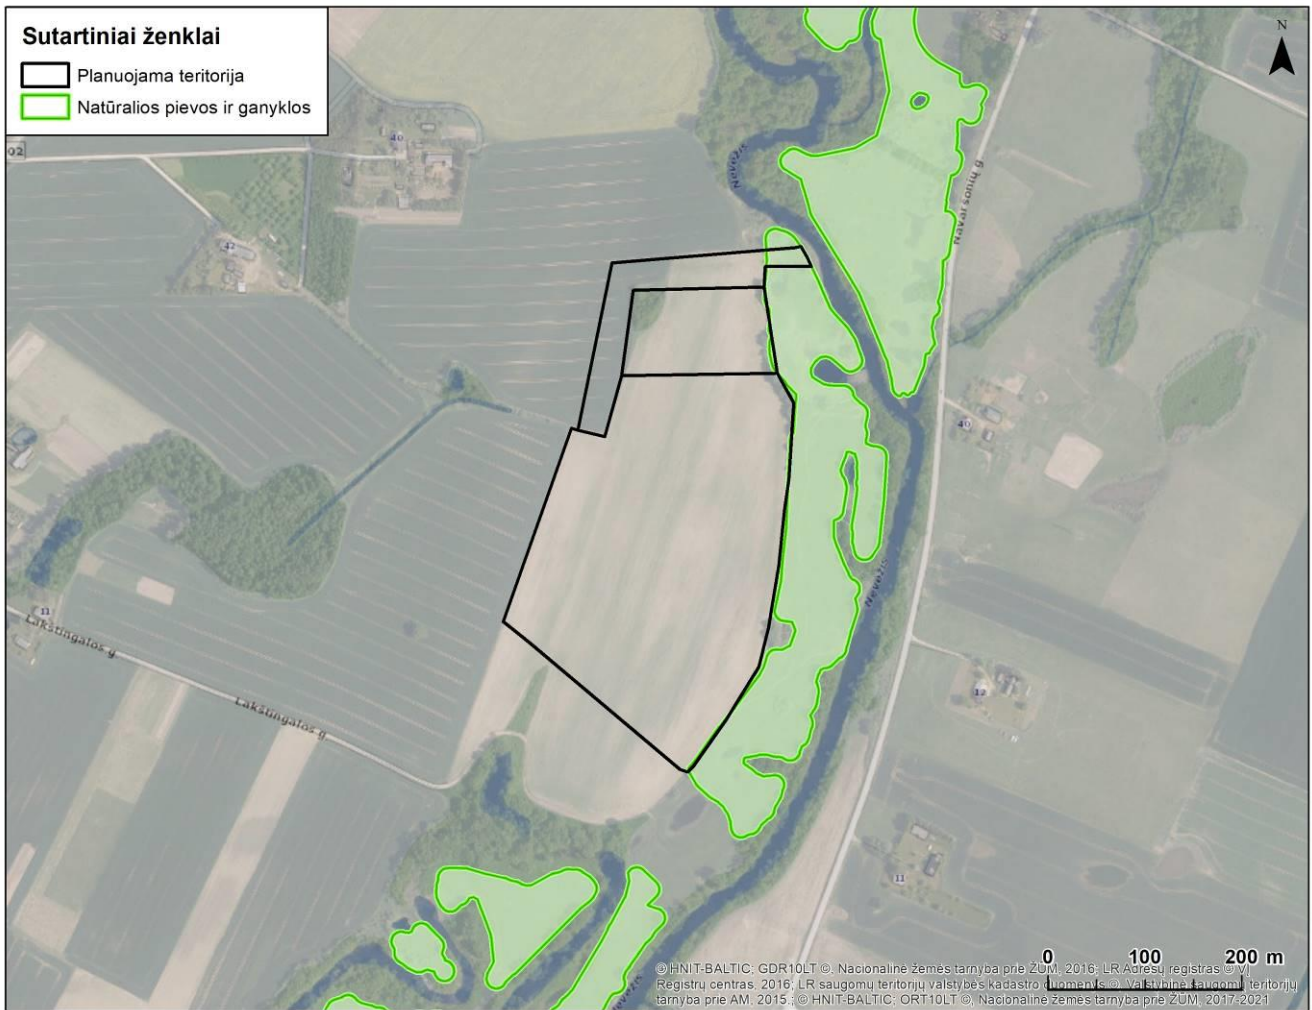 Sutartiniai ženklai
Planuojama teritorija
Natūralios pievos ir ganyklos
N
92
40
42
Nevėžis
Navarsonių g
40
11
Lakštingalos g
Lakštingalos g.
Nevėžis
12
11
0 100 200 m
Nevėžis
© HNIT-BALTIC; GDR10LT ©, Nacionalinė žemės tarnyba prie ŽŪM, 2016; LR Adresų registras © VĮ
Registrų centras, 2016; LR saugomų teritorijų valstybės kadastro duomenys ©, Valstybinė saugomų teritorijų
tarnyba prie AM, 2015.; © HNIT-BALTIC; ORT10LT ©, Nacionalinė žemės tarnyba prie ŽŪM, 2017-2021